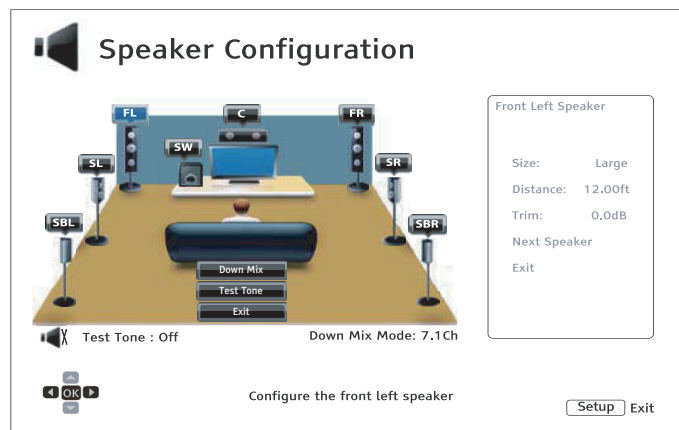 Speaker Configuration
FL
C
FR
SW
SL
SR
SBL
SBR
Down Mix
Test Tone
Exit
Test Tone : Off
Down Mix Mode: 7.1Ch
Front Left Speaker
Size: Large
Distance: 12.00ft
Trim: 0.0dB
Next Speaker
Exit
OK
Configure the front left speaker
Setup Exit